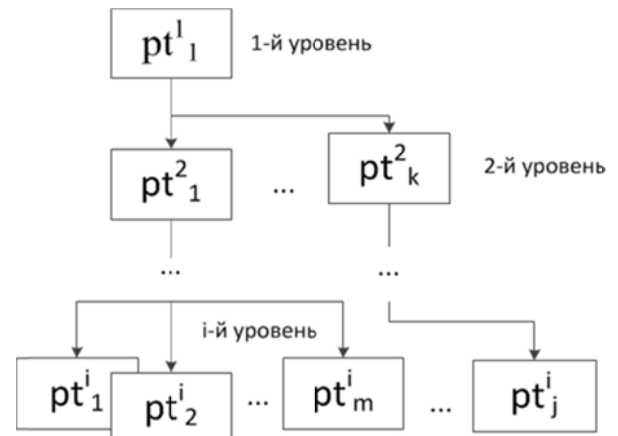 pt¹₁ 1-й уровень
pt²₁ ... pt²ₖ 2-й уровень
... ...
i-й уровень
ptⁱ₁ ptⁱ₂ ... ptⁱₘ ... ptⁱⱼ